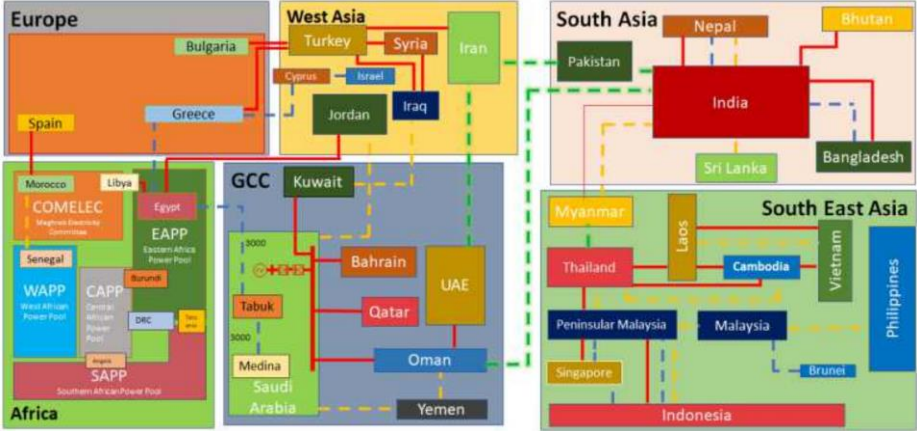 Europe
Bulgaria
Greece
Spain
West Asia
Turkey
Syria
Iran
Cyprus
Israel
Jordan
Iraq
South Asia
Nepal
Bhutan
Pakistan
India
Sri Lanka
Bangladesh
Morocco
Libya
COMELEC
Maghreb Electricity
Committee
Egypt
EAPP
Eastern Africa
Power Pool
Senegal
WAPP
West African
Power Pool
CAPP
Central
African
Power
Pool
Burundi
DRC
Angola
SAPP
Southern African Power Pool
Africa
GCC
Kuwait
3000
Bahrain
UAE
Tabuk
Qatar
3000
Medina
Oman
Saudi
Arabia
Yemen
South East Asia
Myanmar
Laos
Vietnam
Philippines
Thailand
Cambodia
Peninsular Malaysia
Malaysia
Singapore
Brunei
Indonesia